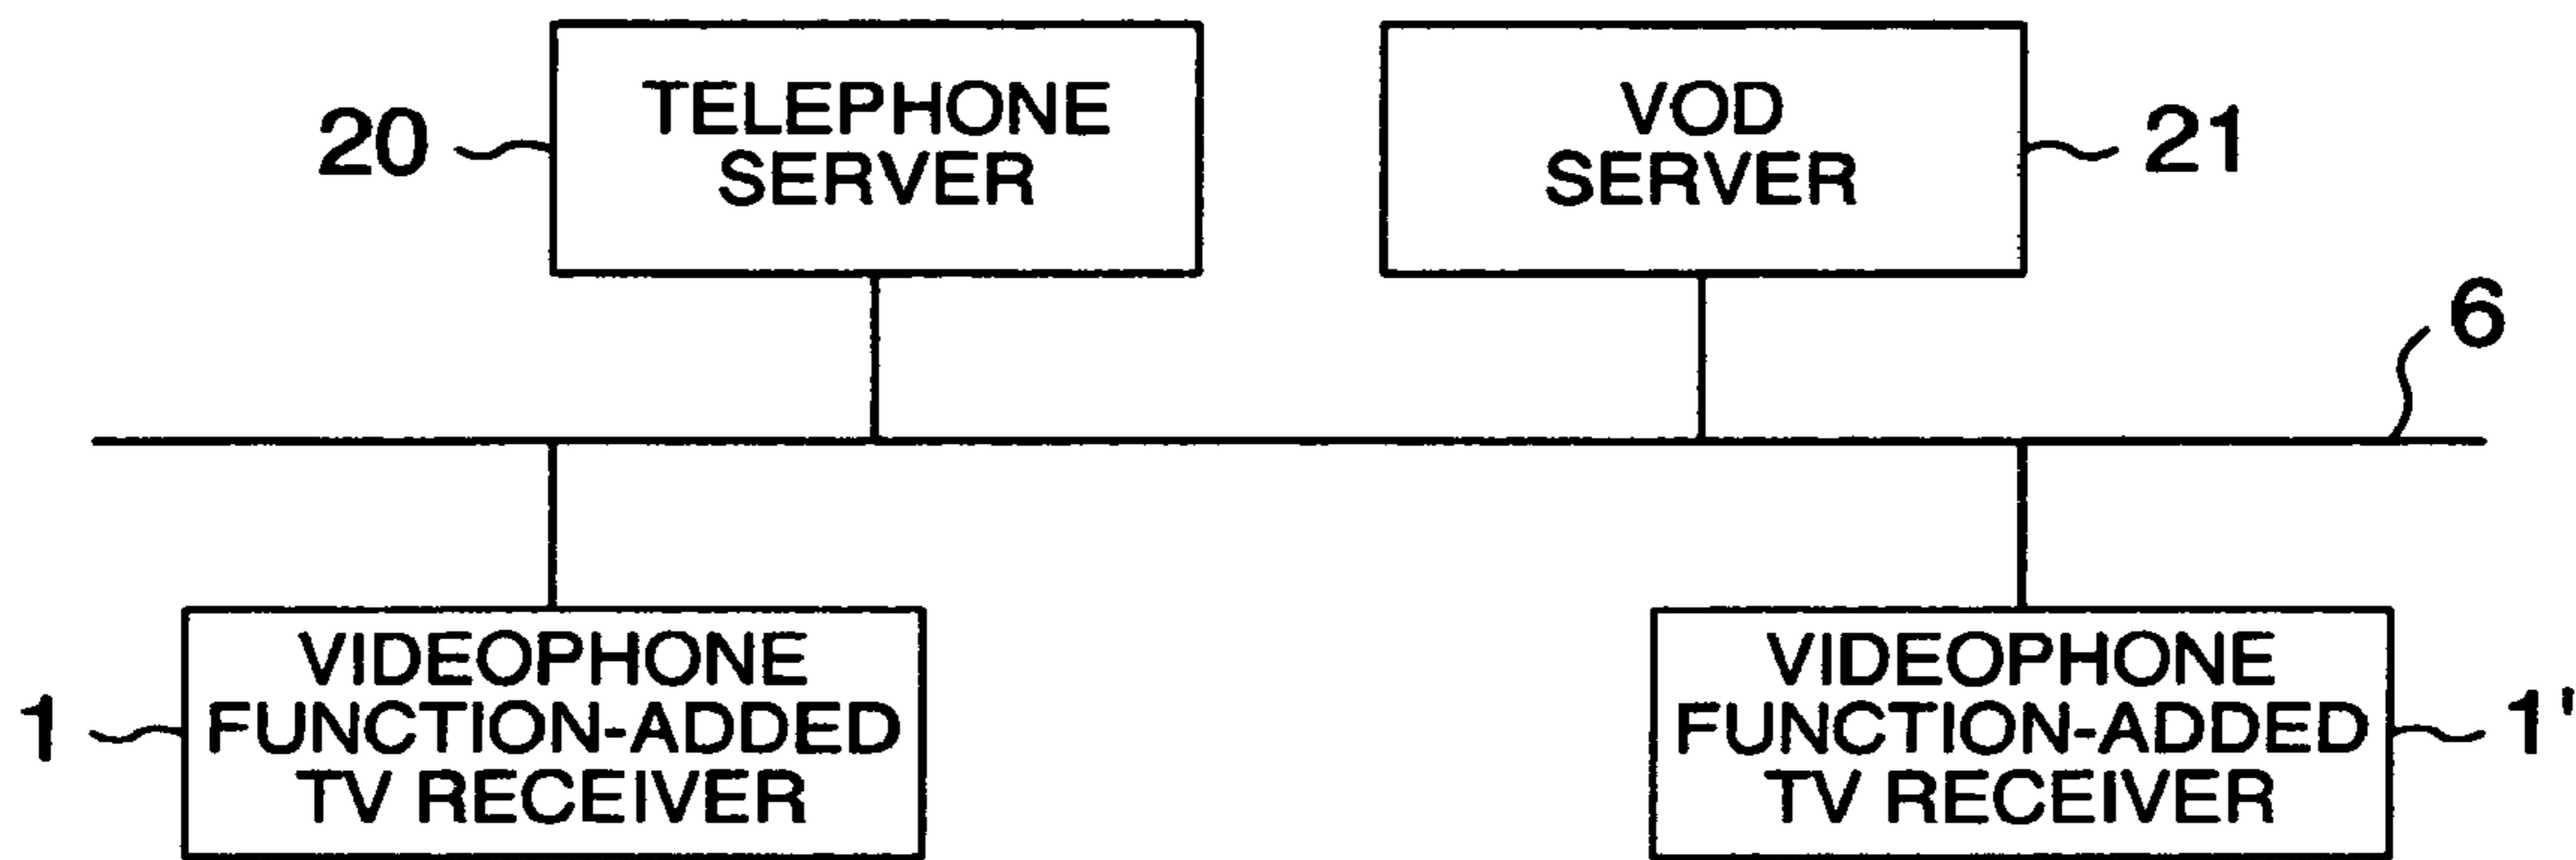 TELEPHONE
SERVER
20
VOD
SERVER
21
6
VIDEOPHONE
FUNCTION-ADDED
TV RECEIVER
1
VIDEOPHONE
FUNCTION-ADDED
TV RECEIVER
1'